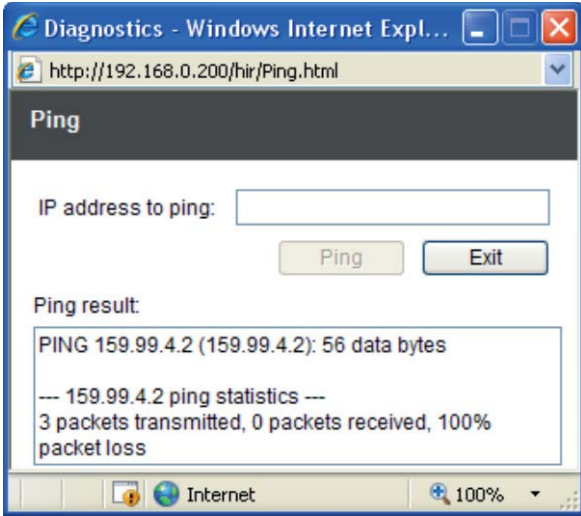 Diagnostics - Windows Internet Expl...
http://192.168.0.200/hir/Ping.html
Ping
IP address to ping:
Ping Exit
Ping result:
PING 159.99.4.2 (159.99.4.2): 56 data bytes
--- 159.99.4.2 ping statistics ---
3 packets transmitted, 0 packets received, 100%
packet loss
Internet 100%